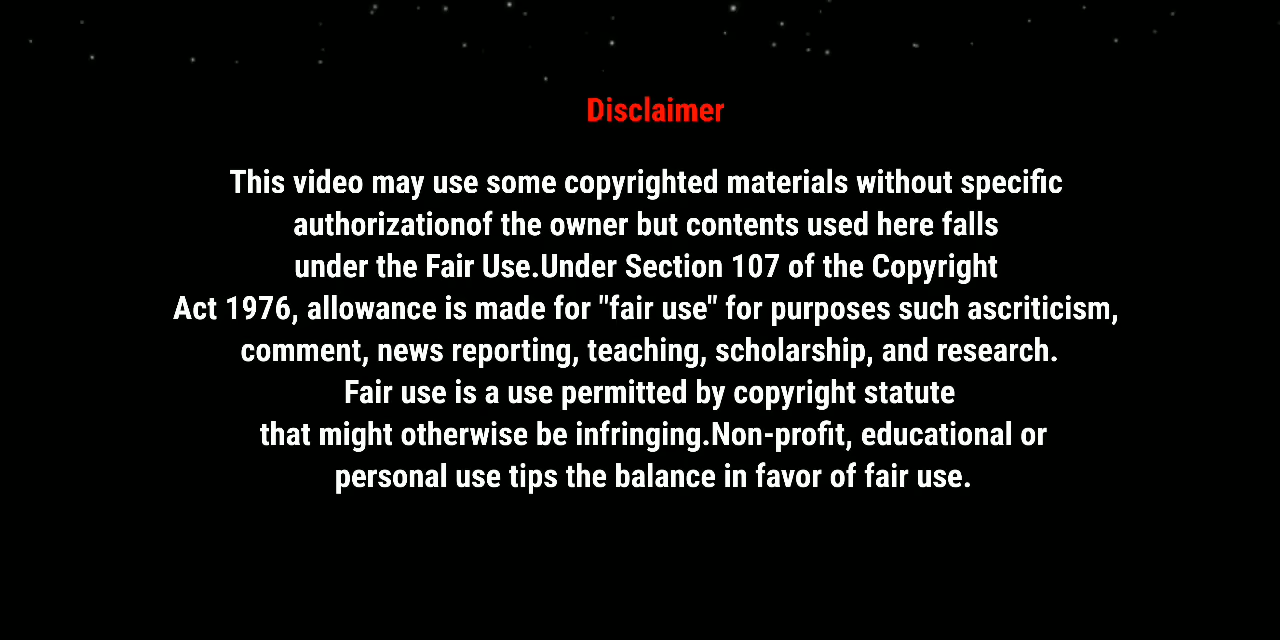 Disclaimer
This video may use some copyrighted materials without specific
authorizationof the owner but contents used here falls
under the Fair Use.Under Section 107 of the Copyright
Act 1976, allowance is made for "fair use" for purposes such ascriticism,
comment, news reporting, teaching, scholarship, and research.
Fair use is a use permitted by copyright statute
that might otherwise be infringing.Non-profit, educational or
personal use tips the balance in favor of fair use.